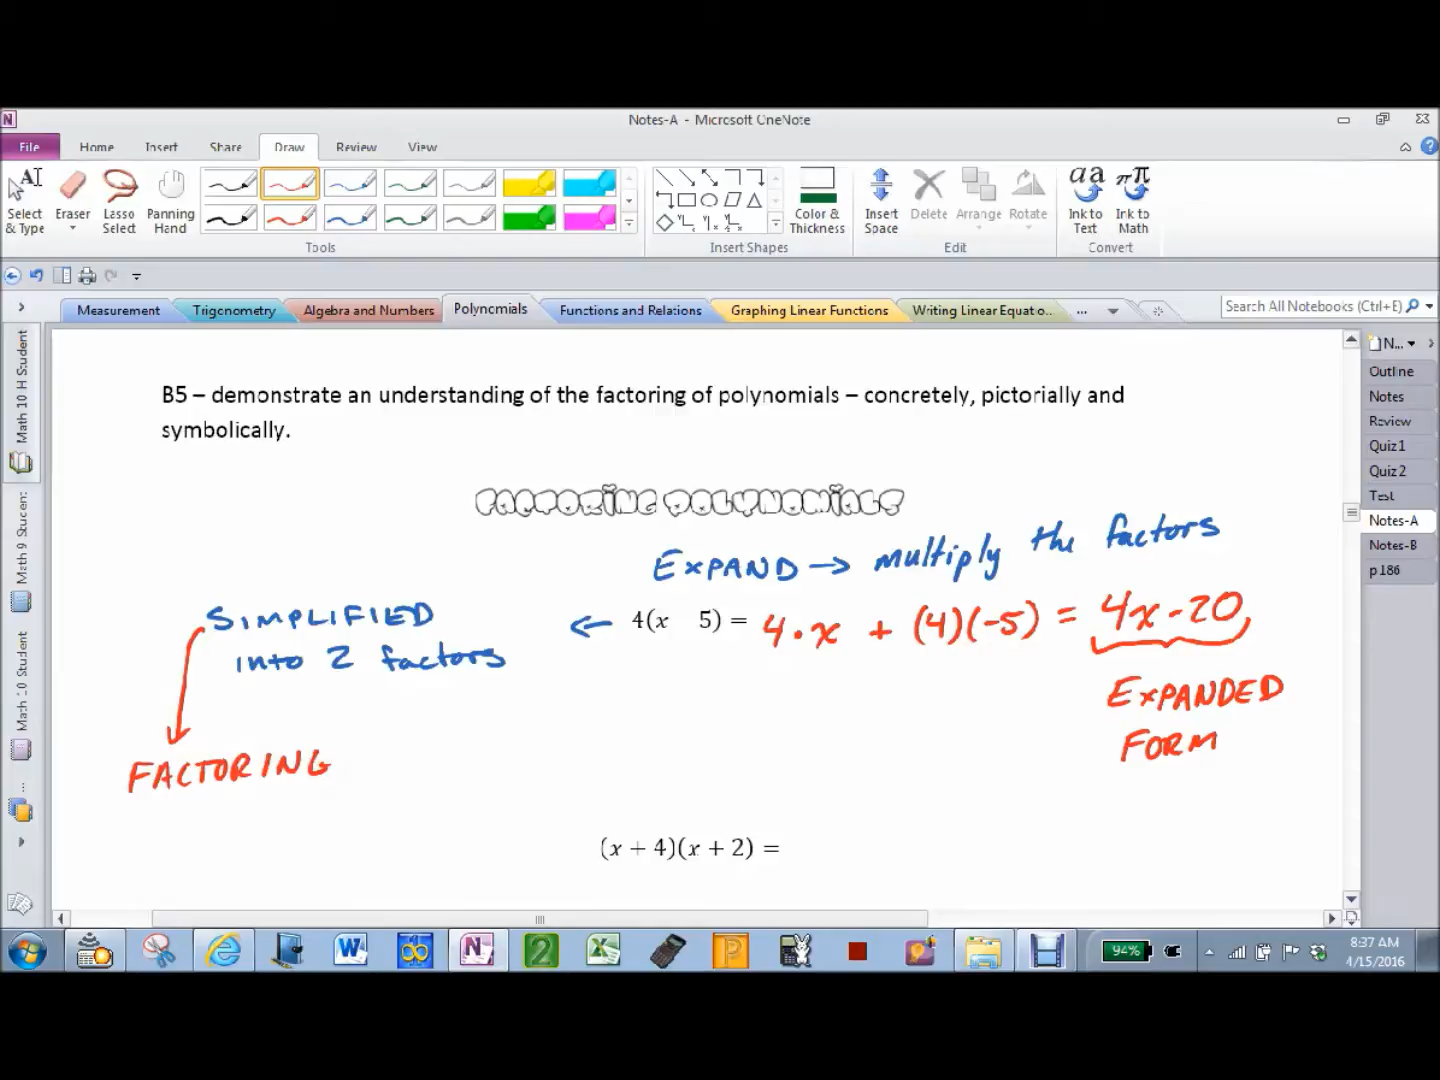 Notes-A - Microsoft OneNote
File Home Insert Share Draw Review View
Select & Type
Eraser
Lasso Select
Panning Hand
Color & Thickness
Insert Space
Delete
Arrange
Rotate
Ink to Text
Ink to Math
Tools
Insert Shapes
Edit
Convert
Measurement Trigonometry Algebra and Numbers Polynomials Functions and Relations Graphing Linear Functions Writing Linear Equatio.. ...
Search All Notebooks (Ctrl+E)
Math 10 H Student
Math 9 Student
Math 10 Student
N...
Outline
Notes
Review
Quiz1
Quiz 2
Test
Notes-A
Notes-B
p186
B5 – demonstrate an understanding of the factoring of polynomials – concretely, pictorially and
symbolically.
FACTORING POLYNOMIALS
EXPAND → multiply the factors
SIMPLIFIED
into 2 factors
← 4(x 5) = 4·x + (4)(-5) = 4x-20
EXPANDED
FORM
FACTORING
(x + 4)(x + 2) =
94%
8:37 AM
4/15/2016